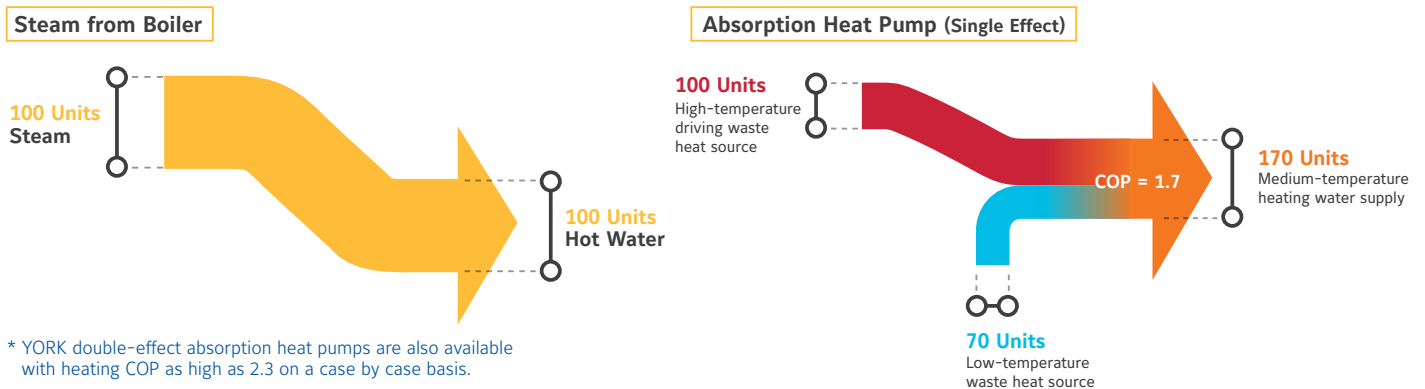 Steam from Boiler
100 Units
Steam
100 Units
Hot Water
* YORK double-effect absorption heat pumps are also available
with heating COP as high as 2.3 on a case by case basis.
Absorption Heat Pump (Single Effect)
100 Units
High-temperature
driving waste
heat source
COP = 1.7
170 Units
Medium-temperature
heating water supply
70 Units
Low-temperature
waste heat source